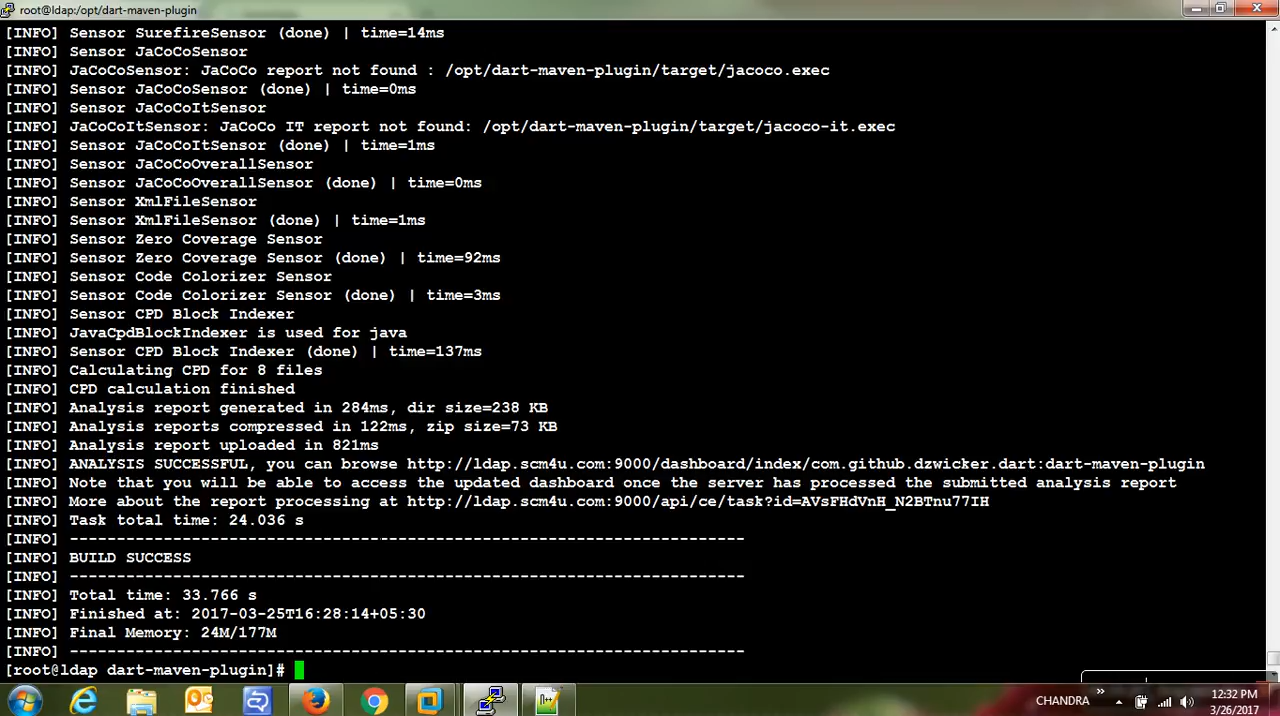 root@ldap:/opt/dart-maven-plugin
[INFO] Sensor SurefireSensor (done) | time=14ms
[INFO] Sensor JaCoCoSensor
[INFO] JaCoCoSensor: JaCoCo report not found : /opt/dart-maven-plugin/target/jacoco.exec
[INFO] Sensor JaCoCoSensor (done) | time=0ms
[INFO] Sensor JaCoCoItSensor
[INFO] JaCoCoItSensor: JaCoCo IT report not found: /opt/dart-maven-plugin/target/jacoco-it.exec
[INFO] Sensor JaCoCoItSensor (done) | time=1ms
[INFO] Sensor JaCoCoOverallSensor
[INFO] Sensor JaCoCoOverallSensor (done) | time=0ms
[INFO] Sensor XmlFileSensor
[INFO] Sensor XmlFileSensor (done) | time=1ms
[INFO] Sensor Zero Coverage Sensor
[INFO] Sensor Zero Coverage Sensor (done) | time=92ms
[INFO] Sensor Code Colorizer Sensor
[INFO] Sensor Code Colorizer Sensor (done) | time=3ms
[INFO] Sensor CPD Block Indexer
[INFO] JavaCpdBlockIndexer is used for java
[INFO] Sensor CPD Block Indexer (done) | time=137ms
[INFO] Calculating CPD for 8 files
[INFO] CPD calculation finished
[INFO] Analysis report generated in 284ms, dir size=238 KB
[INFO] Analysis reports compressed in 122ms, zip size=73 KB
[INFO] Analysis report uploaded in 821ms
[INFO] ANALYSIS SUCCESSFUL, you can browse http://ldap.scm4u.com:9000/dashboard/index/com.github.dzwicker.dart:dart-maven-plugin
[INFO] Note that you will be able to access the updated dashboard once the server has processed the submitted analysis report
[INFO] More about the report processing at http://ldap.scm4u.com:9000/api/ce/task?id=AVsFHdVnH_N2BTnu77IH
[INFO] Task total time: 24.036 s
[INFO] ------------------------------------------------------------------------
[INFO] BUILD SUCCESS
[INFO] ------------------------------------------------------------------------
[INFO] Total time: 33.766 s
[INFO] Finished at: 2017-03-25T16:28:14+05:30
[INFO] Final Memory: 24M/177M
[INFO] ------------------------------------------------------------------------
[root@ldap dart-maven-plugin]#
CHANDRA
12:32 PM
3/26/2017